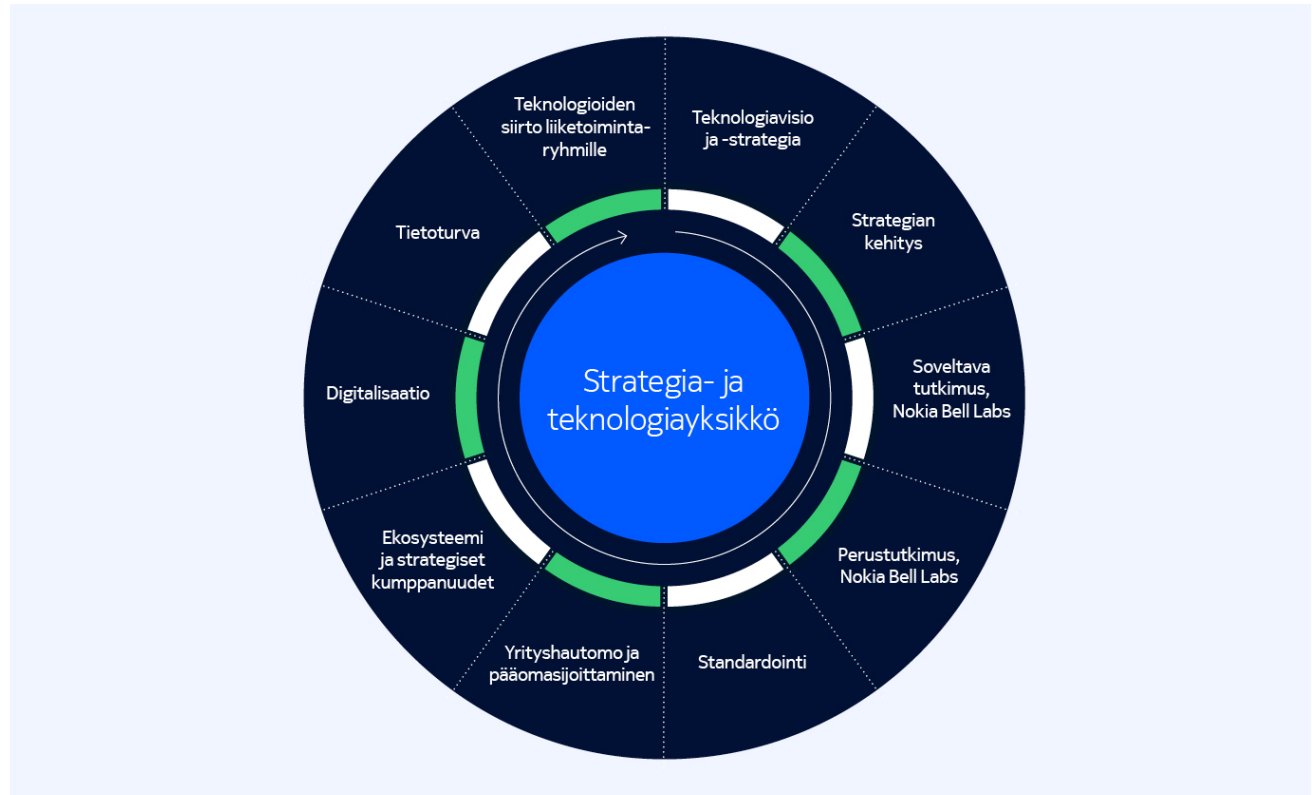 Teknologiavisio
ja -strategia
Strategian
kehitys
Soveltava
tutkimus,
Nokia Bell Labs
Perustutkimus,
Nokia Bell Labs
Standardointi
Yrityshautomo ja
pääomasijoittaminen
Ekosysteemi
ja strategiset
kumppanuudet
Digitalisaatio
Tietoturva
Teknologioiden
siirto liiketoiminta-
ryhmille
Strategia- ja
teknologiayksikkö